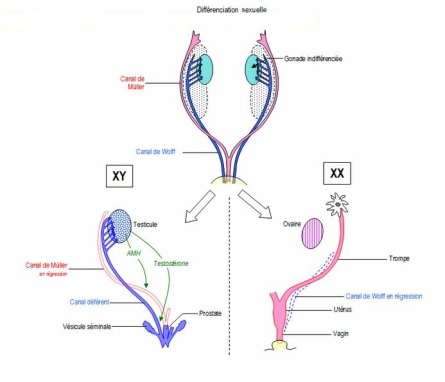 Différenciation sexuelle
Gonade indifférenciée
Canal de
Müller
Canal de Wolff
XY
XX
Testicule
Ovaire
AMH
Testostérone
Trompe
Canal de Müller
en régression
Canal déférent
Canal de Wolff en régression
Prostate
Utérus
Vésicule séminale
Vagin